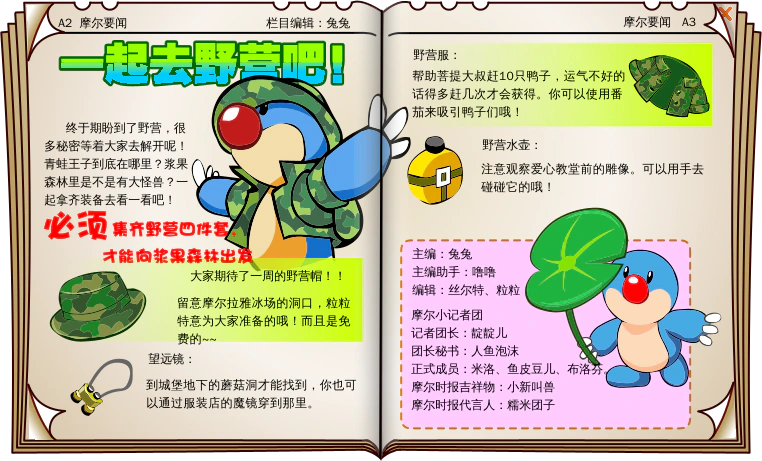 A2 摩尔要闻
栏目编辑：兔兔
一起去野营吧！
终于期盼到了野营，很
多秘密等着大家去解开呢！
青蛙王子到底在哪里？浆果
森林里是不是有大怪兽？一
起拿齐装备去看一看吧！
必须集齐野营四件套，
才能向浆果森林出发
大家期待了一周的野营帽！！
留意摩尔拉雅冰场的洞口，粒粒
特意为大家准备的哦！而且是免
费的~~
望远镜：
到城堡地下的蘑菇洞才能找到，你也可
以通过服装店的魔镜穿到那里。
摩尔要闻 A3
野营服：
帮助菩提大叔赶10只鸭子，运气不好的
话得多赶几次才会获得。你可以使用番
茄来吸引鸭子们哦！
野营水壶：
注意观察爱心教堂前的雕像。可以用手去
碰碰它的哦！
主编：兔兔
主编助手：噜噜
编辑：丝尔特、粒粒
摩尔小记者团
记者团长：靛靛儿
团长秘书：人鱼泡沫
正式成员：米洛、鱼皮豆儿、布洛芬。
摩尔时报吉祥物：小新叫兽
摩尔时报代言人：糯米团子